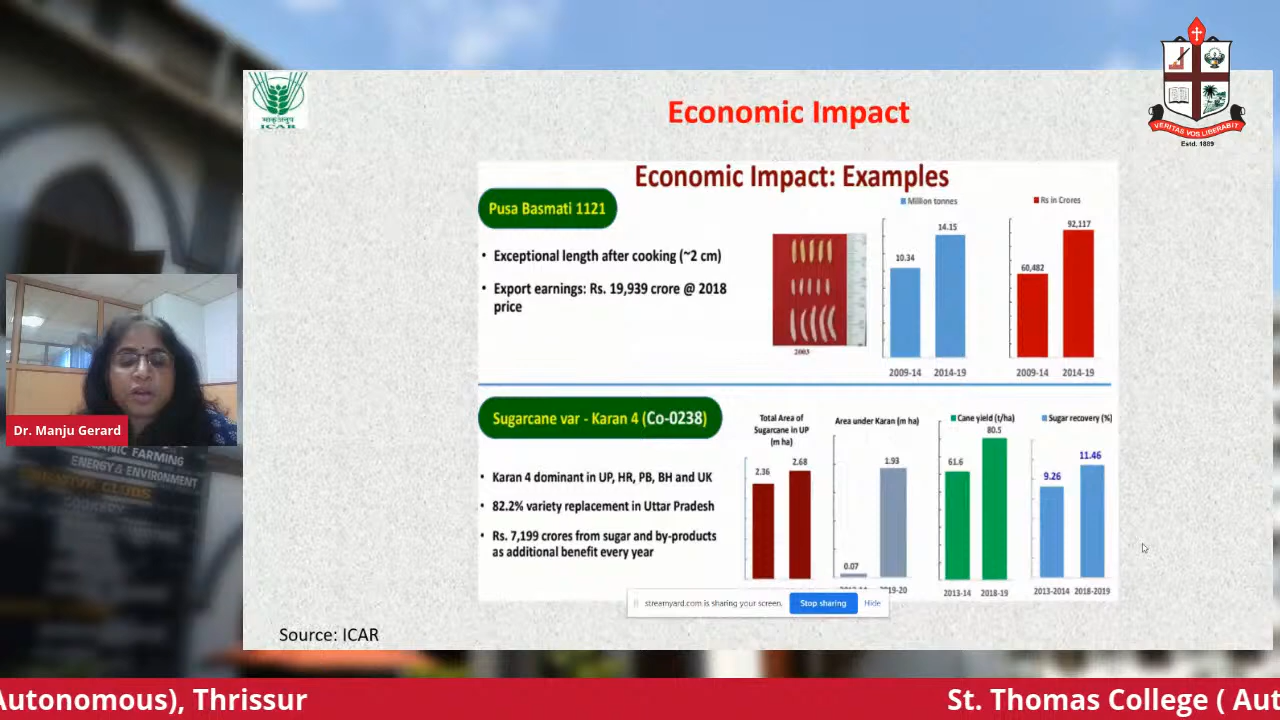 Economic Impact
भाकृअनुप
ICAR
VERITAS VOS LIBERABIT
Estd. 1889
Economic Impact: Examples
Pusa Basmati 1121
• Exceptional length after cooking (~2 cm)
• Export earnings: Rs. 19,939 crore @ 2018
price
2003
Million tonnes
10.34
14.15
2009-14 2014-19
Rs in Crores
60,482
92,117
2009-14 2014-19
Sugarcane var - Karan 4 (Co-0238)
• Karan 4 dominant in UP, HR, PB, BH and UK
• 82.2% variety replacement in Uttar Pradesh
• Rs. 7,199 crores from sugar and by-products
as additional benefit every year
Total Area of
Sugarcane in UP
(m ha)
2.36
2.68
Area under Karan (m ha)
0.07
1.93
Cane yield (t/ha)
61.6
80.5
2013-14 2018-19
Sugar recovery (%)
9.26
11.46
2013-2014 2018-2019
streamyard.com is sharing your screen.
Stop sharing
Hide
Source: ICAR
Dr. Manju Gerard
ANIC FARMING
ENERGY & ENVIRONMENT
CLUBS
Autonomous), Thrissur
St. Thomas College ( Aut